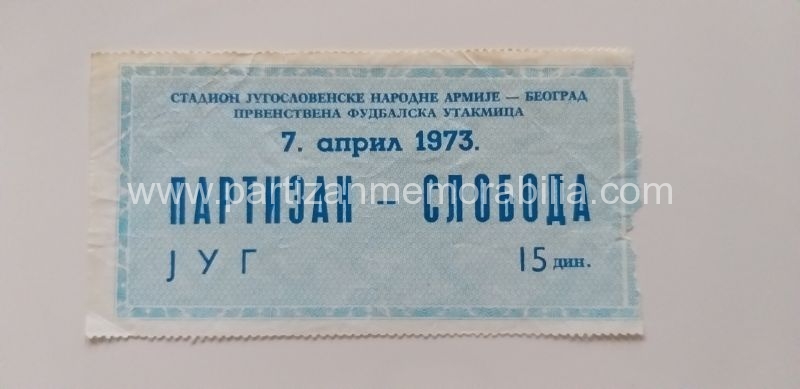 СТАДИОН ЈУГОСЛОВЕНСКЕ НАРОДНЕ АРМИЈЕ — БЕОГРАД
ПРВЕНСТВЕНА ФУДБАЛСКА УТАКМИЦА
7. април 1973.
www.partizanmemorabilia.com
ПАРТИЗАН -- СЛОБОДА
ЈУГ 15 дин.